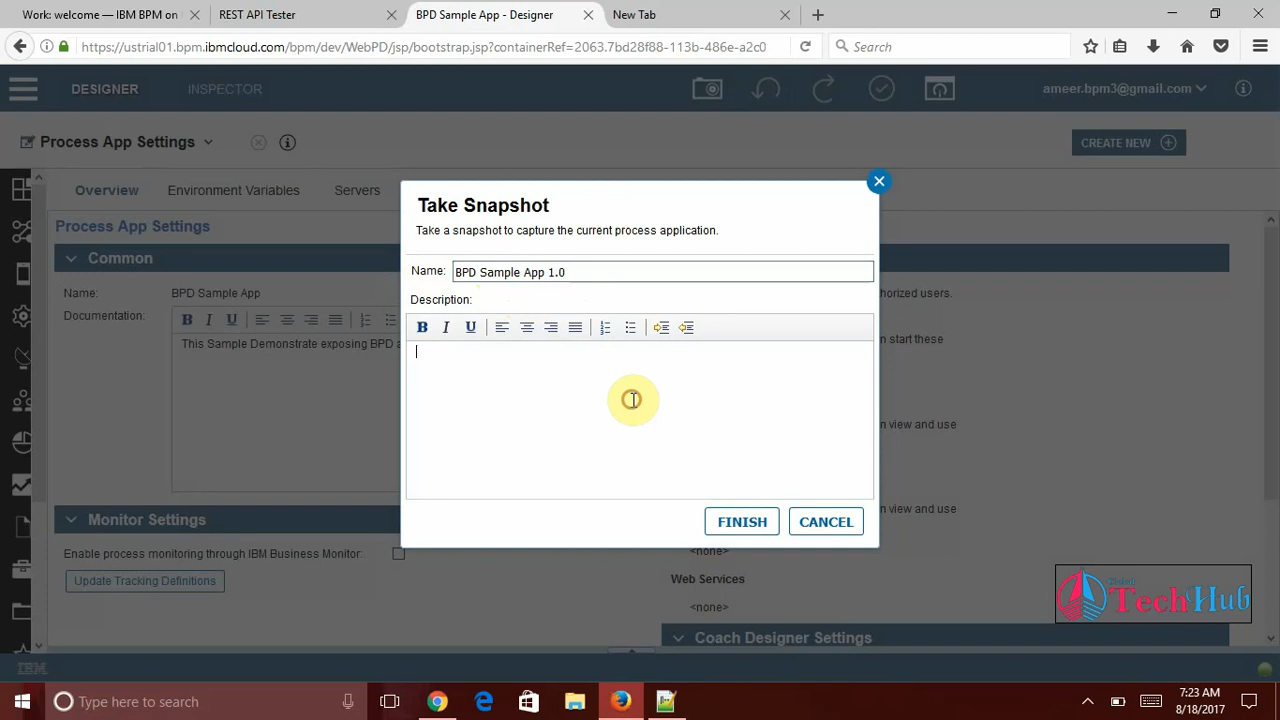 Work: welcome — IBM BPM on
REST API Tester
BPD Sample App - Designer
New Tab
https://ustrial01.bpm.ibmcloud.com/bpm/dev/WebPD/jsp/bootstrap.jsp?containerRef=2063.7bd28f88-113b-486e-a2c0
Search
DESIGNER
INSPECTOR
ameer.bpm3@gmail.com
Process App Settings
CREATE NEW
Overview
Environment Variables
Servers
Process App Settings
Common
Name:
BPD Sample App
Documentation:
B I U
This Sample Demonstrate exposing BPD a
Monitor Settings
Enable process monitoring through IBM Business Monitor:
Update Tracking Definitions
Take Snapshot
Take a snapshot to capture the current process application.
Name:
BPD Sample App 1.0
Description:
B I U
FINISH
CANCEL
horized users.
n start these
n view and use
n view and use
<none>
Web Services
<none>
Coach Designer Settings
Global
TechHub
IBM
Type here to search
7:23 AM
8/18/2017